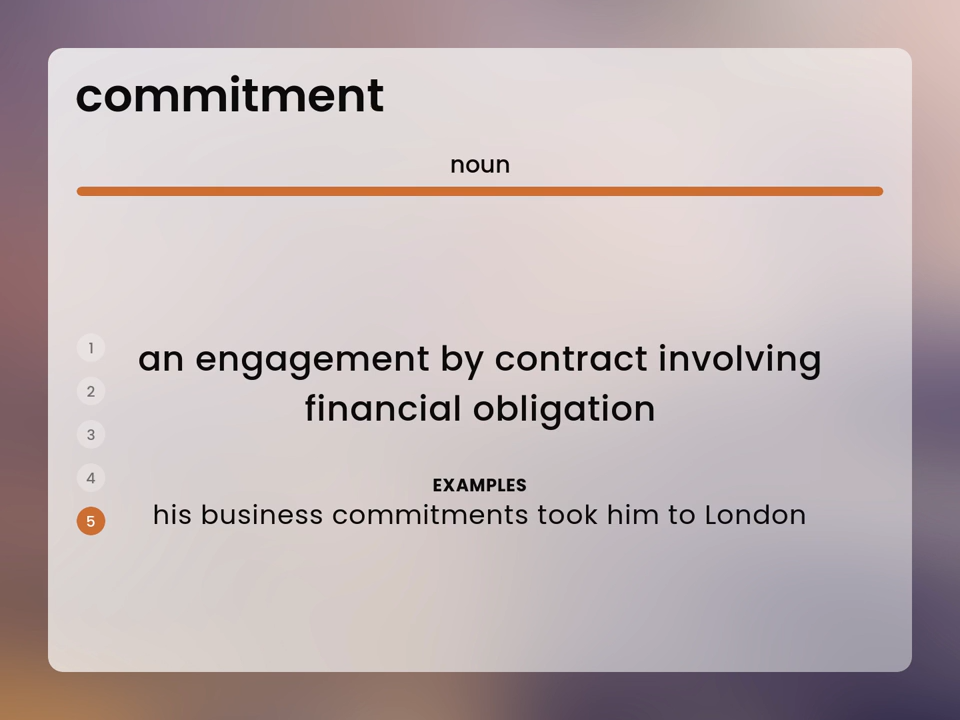 commitment
noun
1
2
3
4
5
an engagement by contract involving
financial obligation
EXAMPLES
his business commitments took him to London